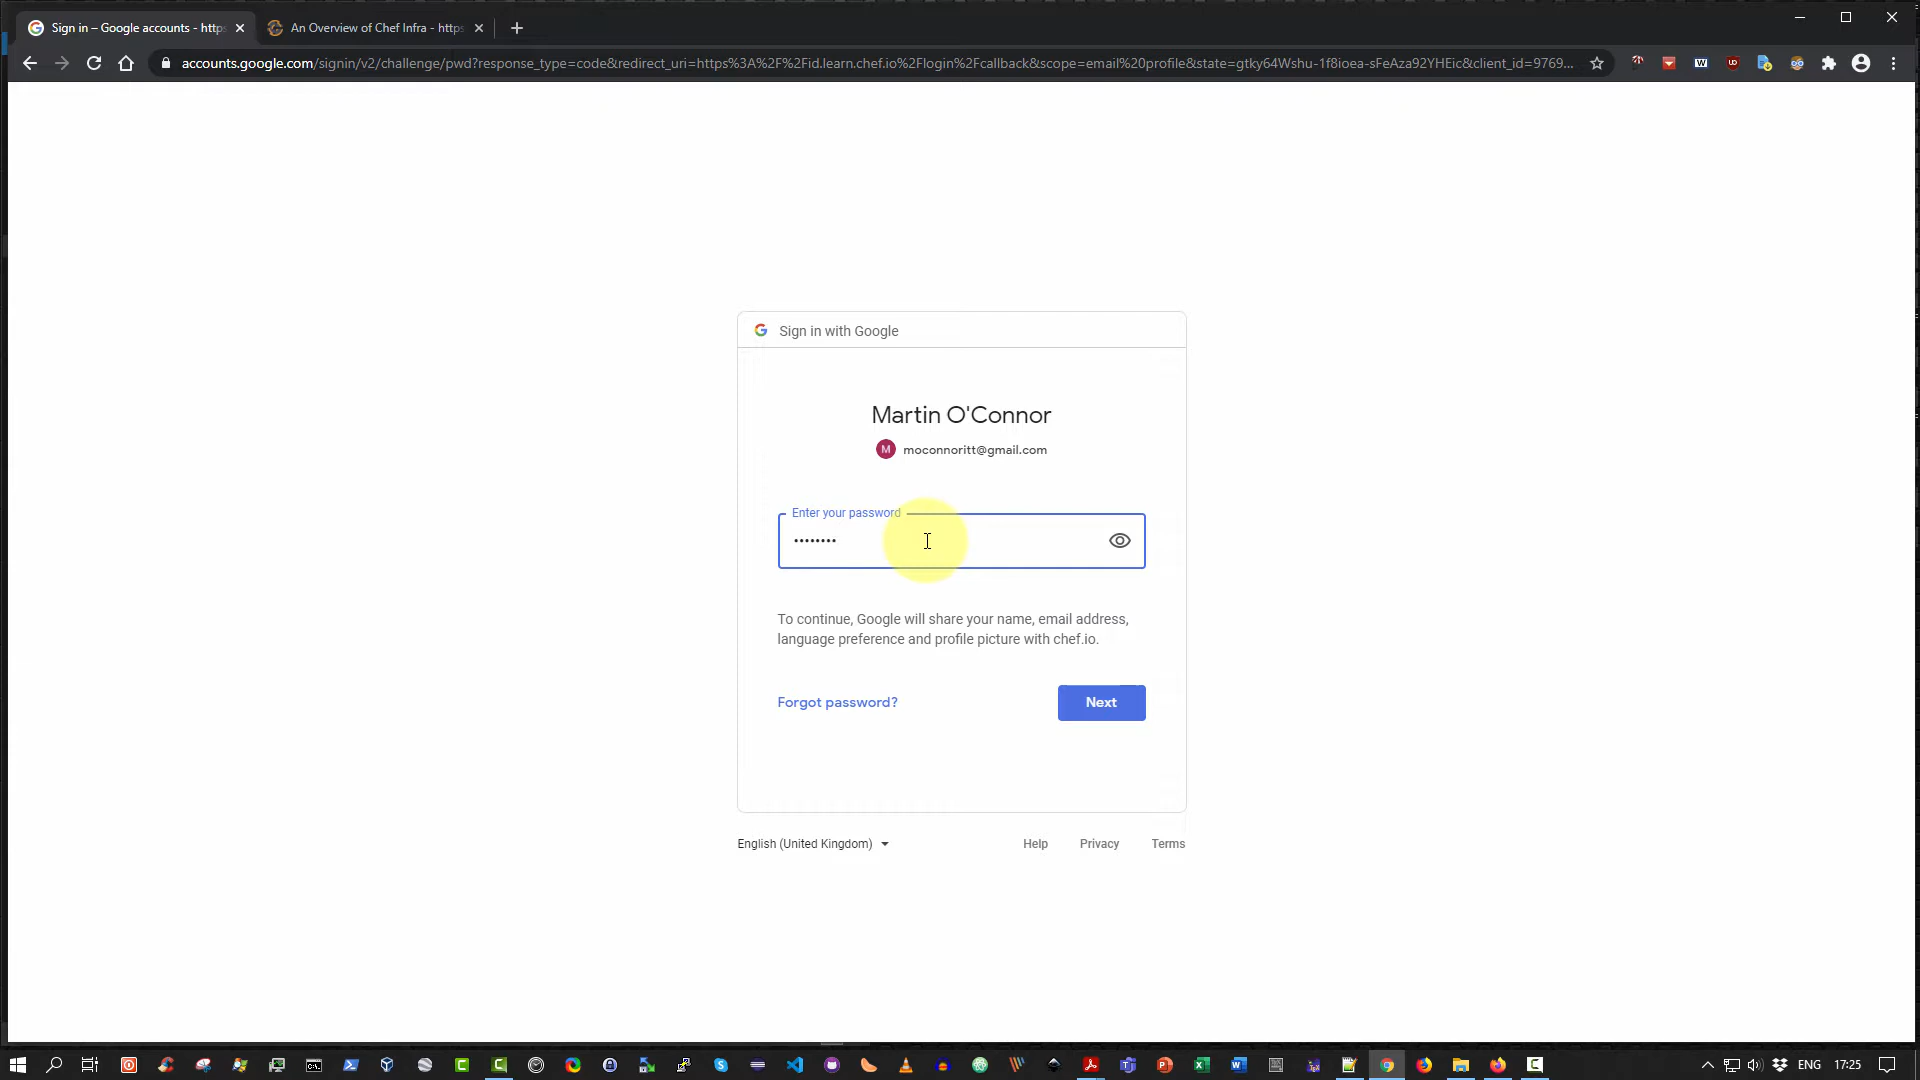 Sign in – Google accounts - https
An Overview of Chef Infra - https
accounts.google.com/signin/v2/challenge/pwd?response_type=code&redirect_uri=https%3A%2F%2Fid.learn.chef.io%2Flogin%2Fcallback&scope=email%20profile&state=gtky64Wshu-1f8ioea-sFeAza92YHEic&client_id=9769...
Sign in with Google
Martin O'Connor
M
moconnoritt@gmail.com
Enter your password
••••••••
To continue, Google will share your name, email address,
language preference and profile picture with chef.io.
Forgot password?
Next
English (United Kingdom)
Help
Privacy
Terms
ENG
17:25